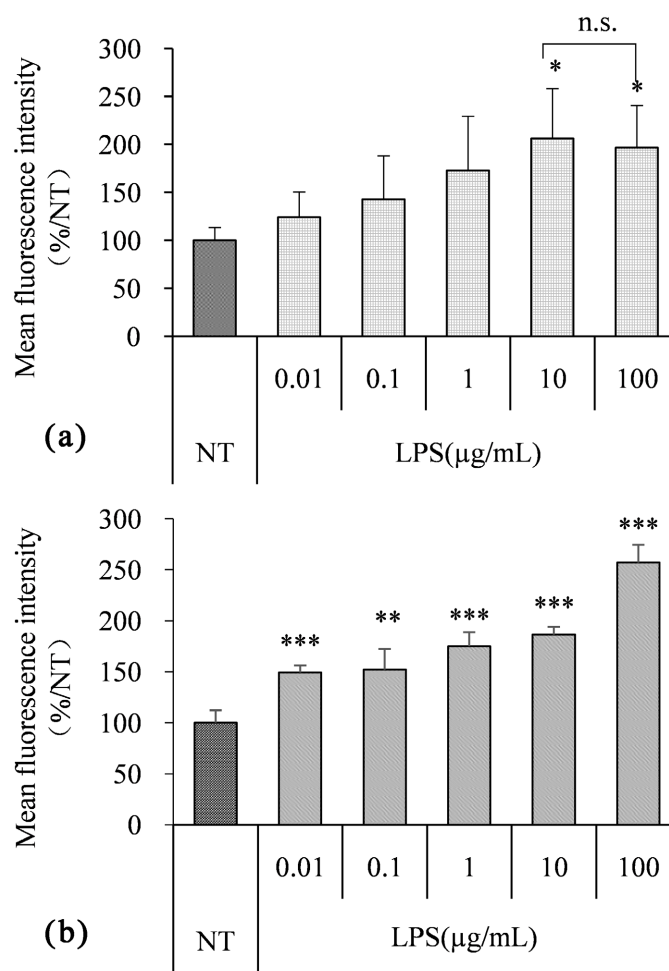 n.s.
Mean fluorescence intensity
(%/NT)
300
250
200
150
100
50
0
*
*
0.01 0.1 1 10 100
(a)
NT LPS(µg/mL)
Mean fluorescence intensity
(%/NT)
300
250
200
150
100
50
0
*** ** *** *** ***
0.01 0.1 1 10 100
(b)
NT LPS(µg/mL)